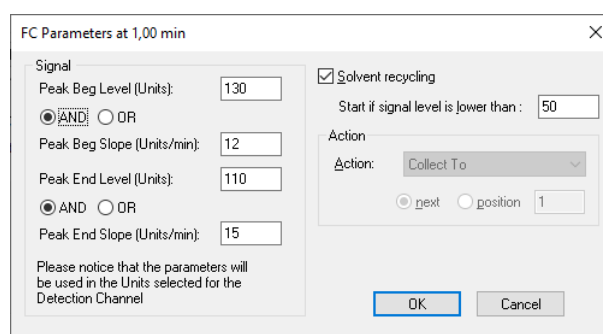 FC Parameters at 1,00 min
Signal
Peak Beg Level (Units): 130
AND OR
Peak Beg Slope (Units/min): 12
Peak End Level (Units): 110
AND OR
Peak End Slope (Units/min): 15
Please notice that the parameters will
be used in the Units selected for the
Detection Channel
Solvent recycling
Start if signal level is lower than : 50
Action
Action: Collect To
next position 1
OK Cancel